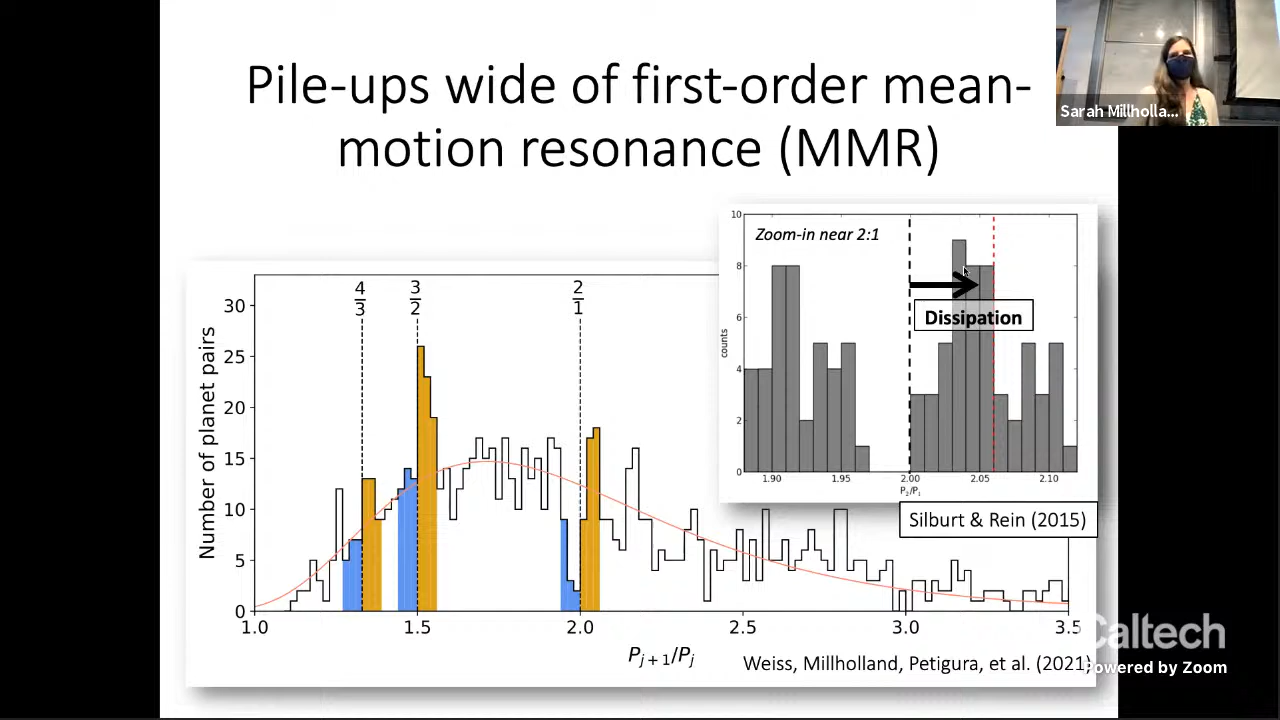 Pile-ups wide of first-order mean-
motion resonance (MMR)
Sarah Millholla...
Zoom-in near 2:1
10
8
6
4
2
0
counts
Dissipation
1.90
1.95
2.00
2.05
2.10
P₂/P₁
Silburt & Rein (2015)
4
3
3
2
2
1
30
25
20
15
10
5
0
Number of planet pairs
1.0
1.5
2.0
2.5
3.0
3.5
Pj+1/Pj
Weiss, Millholland, Petigura, et al. (2021)
Caltech
Powered by Zoom